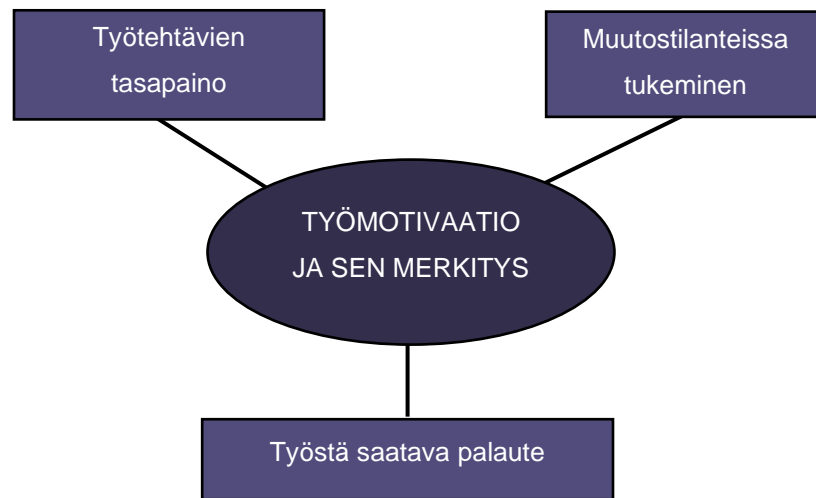 Työtehtävien
tasapaino
Muutostilanteissa
tukeminen
TYÖMOTIVAATIO
JA SEN MERKITYS
Työstä saatava palaute